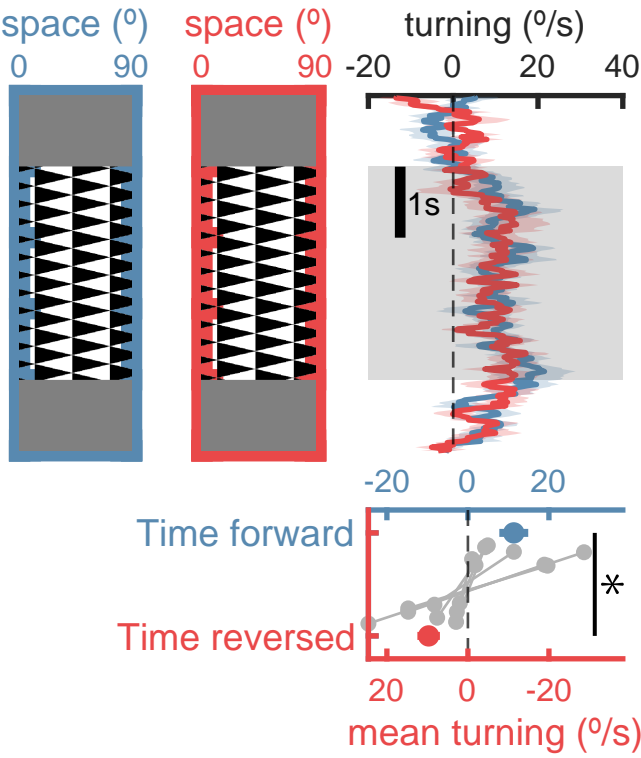 space (º) space (º) turning (º/s)
0 90 0 90 -20 0 20 40
1s
-20 0 20
Time forward
*
Time reversed
20 0 -20
mean turning (º/s)